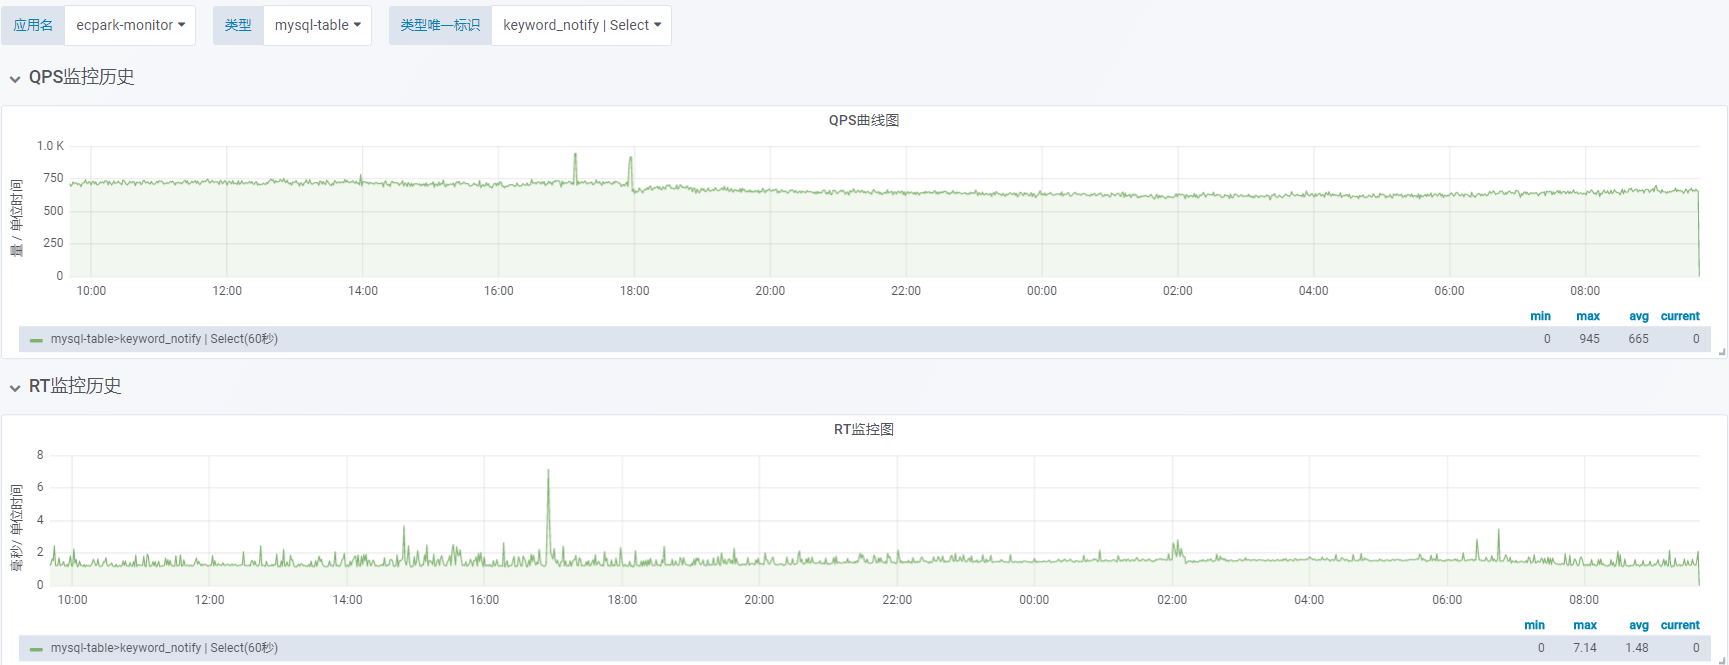 应用名 ecpark-monitor 类型 mysql-table 类型唯一标识 keyword_notify | Select
QPS监控历史
QPS曲线图
量 / 单位时间
1.0 K
750
500
250
0
10:00 12:00 14:00 16:00 18:00 20:00 22:00 00:00 02:00 04:00 06:00 08:00
min max avg current
mysql-table>keyword_notify | Select(60秒) 0 945 665 0
RT监控历史
RT监控图
毫秒/ 单位时间
8
6
4
2
0
10:00 12:00 14:00 16:00 18:00 20:00 22:00 00:00 02:00 04:00 06:00 08:00
min max avg current
mysql-table>keyword_notify | Select(60秒) 0 7.14 1.48 0